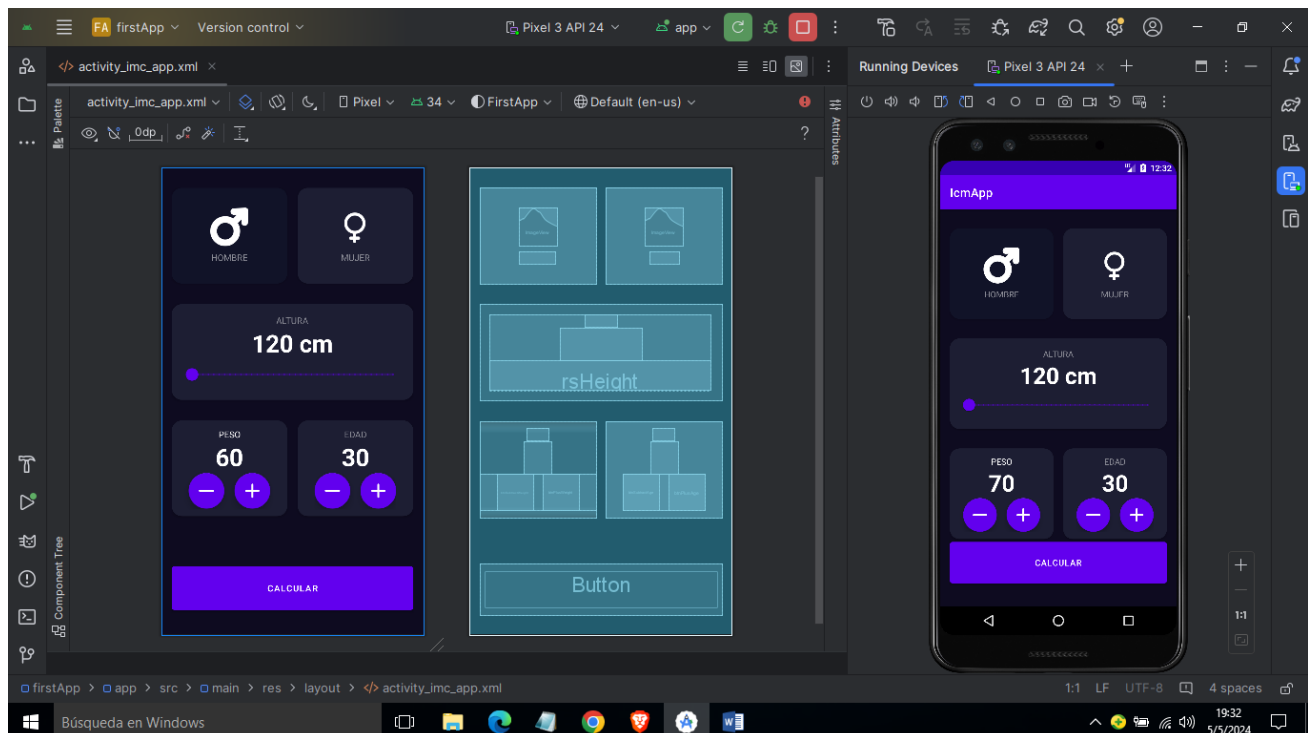 FA firstApp Version control Pixel 3 API 24 app
activity_imc_app.xml Running Devices Pixel 3 API 24
activity_imc_app.xml Pixel 34 FirstApp Default (en-us)
0dp ?
Palette
Attributes
HOMBRE MUJER
ALTURA
120 cm
PESO EDAD
60 30
CALCULAR
ImageView ImageView
rsHeight
Button
12:32
IcmApp
HOMBRE MUJER
ALTURA
120 cm
PESO EDAD
70 30
CALCULAR
1:1
Component Tree
firstApp > app > src > main > res > layout > activity_imc_app.xml 1:1 LF UTF-8 4 spaces
Búsqueda en Windows 19:32
5/5/2024